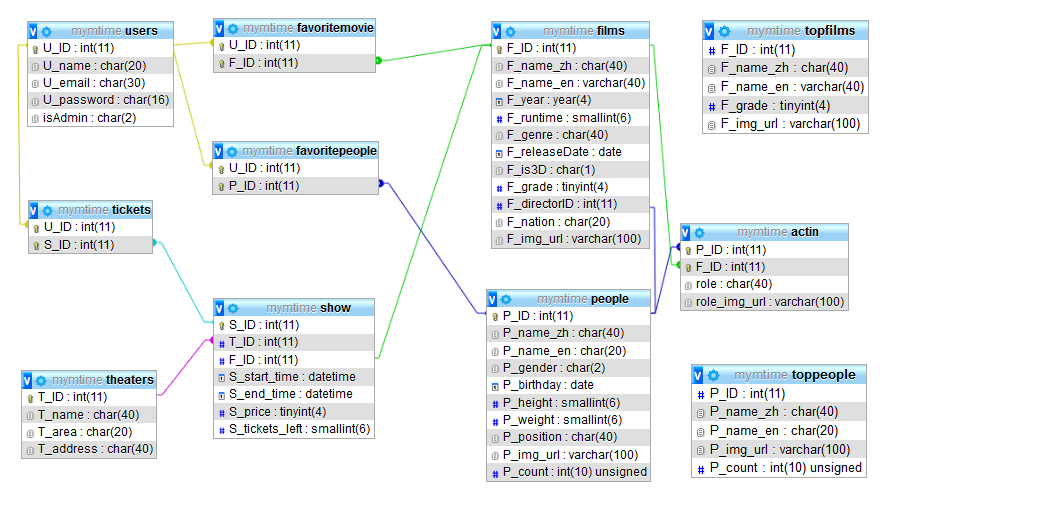 mymtime users
U_ID : int(11)
U_name : char(20)
U_email : char(30)
U_password : char(16)
isAdmin : char(2)
mymtime favoritemovie
U_ID : int(11)
F_ID : int(11)
mymtime films
F_ID : int(11)
F_name_zh : char(40)
F_name_en : varchar(40)
F_year : year(4)
F_runtime : smallint(6)
F_genre : char(40)
F_releaseDate : date
F_is3D : char(1)
F_grade : tinyint(4)
F_directorID : int(11)
F_nation : char(20)
F_img_url : varchar(100)
mymtime topfilms
F_ID : int(11)
F_name_zh : char(40)
F_name_en : varchar(40)
F_grade : tinyint(4)
F_img_url : varchar(100)
mymtime favoritepeople
U_ID : int(11)
P_ID : int(11)
mymtime tickets
U_ID : int(11)
S_ID : int(11)
mymtime actin
P_ID : int(11)
F_ID : int(11)
role : char(40)
role_img_url : varchar(100)
mymtime show
S_ID : int(11)
T_ID : int(11)
F_ID : int(11)
S_start_time : datetime
S_end_time : datetime
S_price : tinyint(4)
S_tickets_left : smallint(6)
mymtime people
P_ID : int(11)
P_name_zh : char(40)
P_name_en : char(20)
P_gender : char(2)
P_birthday : date
P_height : smallint(6)
P_weight : smallint(6)
P_position : char(40)
P_img_url : varchar(100)
P_count : int(10) unsigned
mymtime theaters
T_ID : int(11)
T_name : char(40)
T_area : char(20)
T_address : char(40)
mymtime toppeople
P_ID : int(11)
P_name_zh : char(40)
P_name_en : char(20)
P_img_url : varchar(100)
P_count : int(10) unsigned